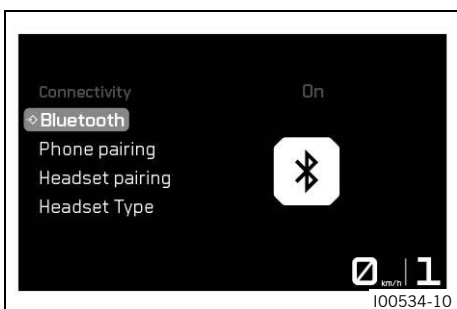 Connectivity On
Bluetooth
Phone pairing
Headset pairing
Headset Type
0 km/h 1
I00534-10